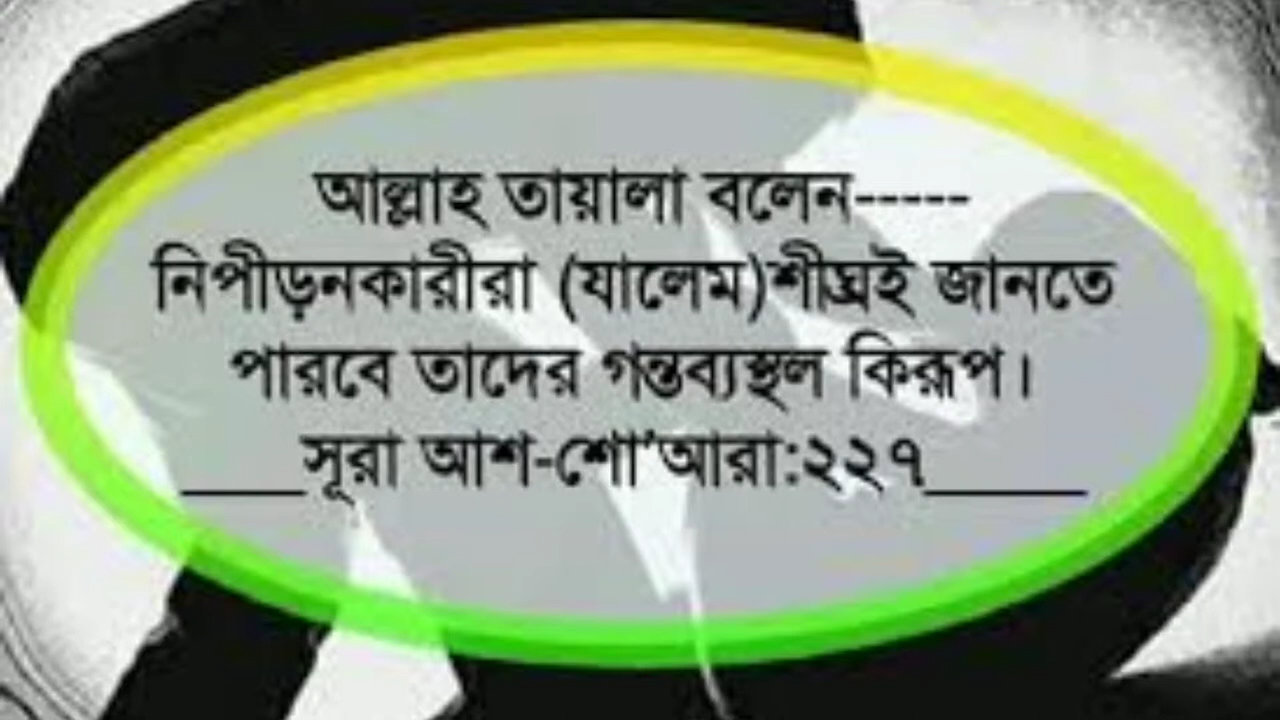 আল্লাহ তায়ালা বলেন-----
নিপীড়নকারীরা (যালেম)শীঘ্রই জানতে
পারবে তাদের গন্তব্যস্থল কিরূপ।
____সূরা আশ-শো'আরা:২২৭_____